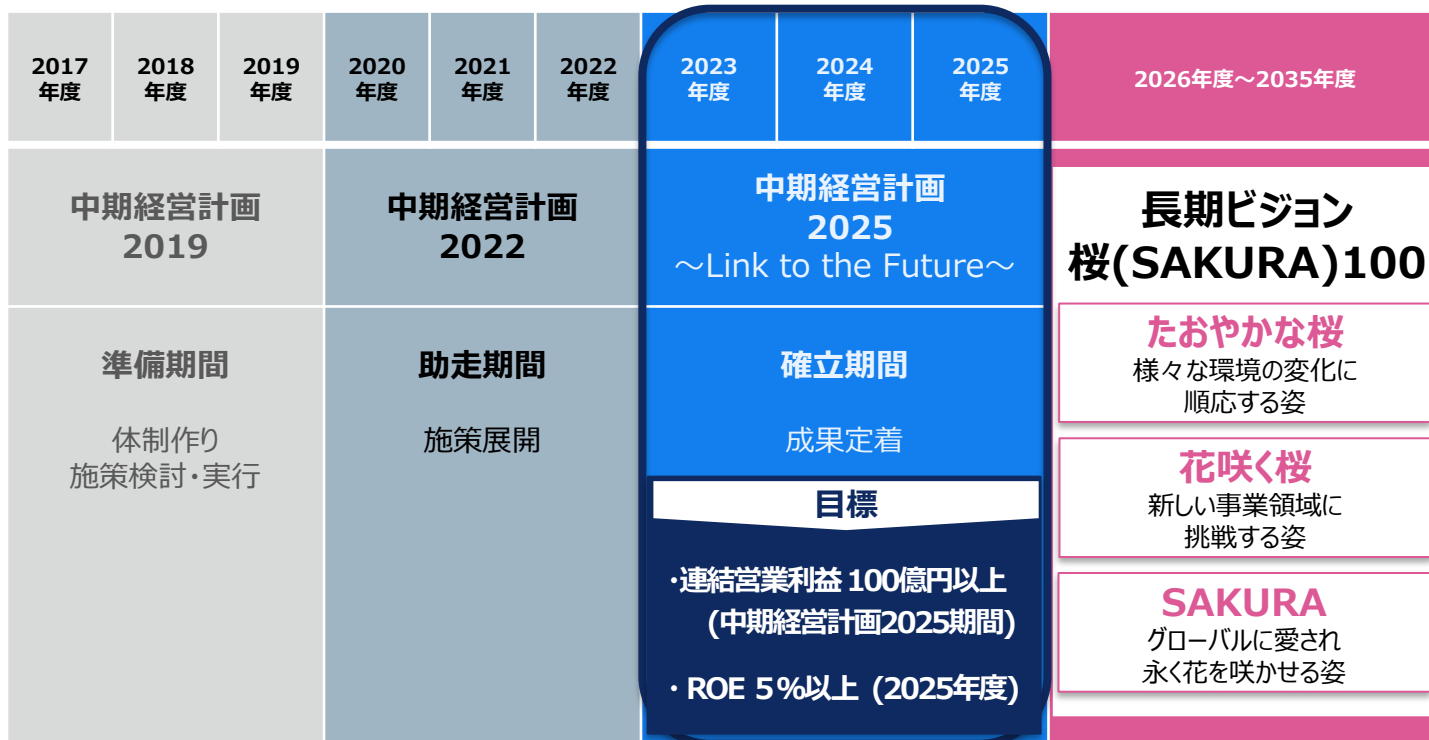 2017
年度
2018
年度
2019
年度
2020
年度
2021
年度
2022
年度
2023
年度
2024
年度
2025
年度
2026年度～2035年度
中期経営計画
2019
中期経営計画
2022
中期経営計画
2025
～Link to the Future～
長期ビジョン
桜(SAKURA)100
準備期間
体制作り
施策検討・実行
助走期間
施策展開
確立期間
成果定着
目標
・連結営業利益 100億円以上
(中期経営計画2025期間)
・ROE 5%以上 (2025年度)
たおやかな桜
様々な環境の変化に
順応する姿
花咲く桜
新しい事業領域に
挑戦する姿
SAKURA
グローバルに愛され
永く花を咲かせる姿